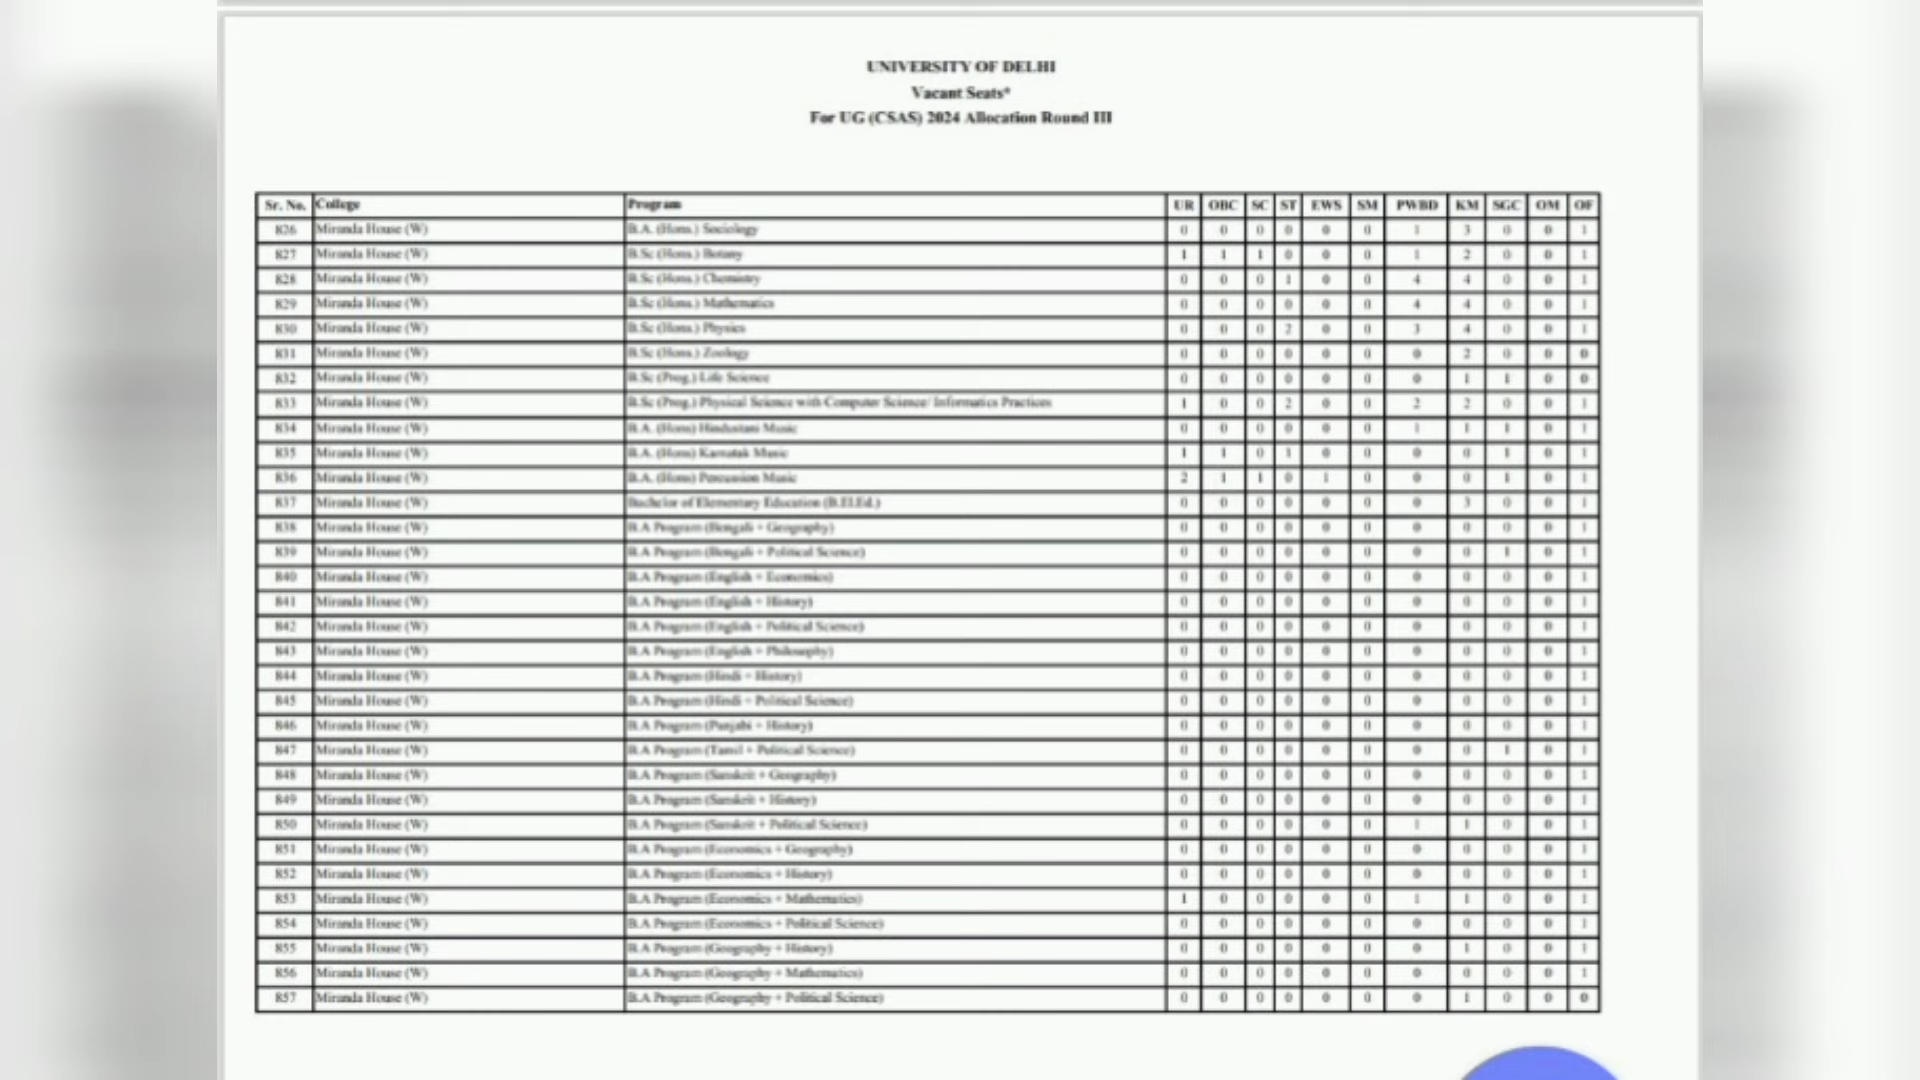 UNIVERSITY OF DELHI
Vacant Seats*
For UG (CSAS) 2024 Allocation Round III
Sr. No. College Program UR OBC SC ST EWS SM PWBD KM SGC OM OF
826 Miranda House (W) B.A. (Hons.) Sociology 0 0 0 0 0 0 1 3 0 0 1
827 Miranda House (W) B.Sc (Hons.) Botany 1 1 1 0 0 0 1 2 0 0 1
828 Miranda House (W) B.Sc (Hons.) Chemistry 0 0 0 1 0 0 4 4 0 0 1
829 Miranda House (W) B.Sc (Hons.) Mathematics 0 0 0 0 0 0 4 4 0 0 1
830 Miranda House (W) B.Sc (Hons.) Physics 0 0 0 2 0 0 3 4 0 0 1
831 Miranda House (W) B.Sc (Hons.) Zoology 0 0 0 0 0 0 0 2 0 0 0
832 Miranda House (W) B.Sc (Prog.) Life Science 0 0 0 0 0 0 0 1 1 0 0
833 Miranda House (W) B.Sc (Prog.) Physical Science with Computer Science/ Informatics Practices 1 0 0 2 0 0 2 2 0 0 1
834 Miranda House (W) B.A. (Hons) Hindustani Music 0 0 0 0 0 0 1 1 1 0 1
835 Miranda House (W) B.A. (Hons) Karnatak Music 1 1 0 1 0 0 0 0 1 0 1
836 Miranda House (W) B.A. (Hons) Percussion Music 2 1 1 0 1 0 0 0 1 0 1
837 Miranda House (W) Bachelor of Elementary Education (B.El.Ed.) 0 0 0 0 0 0 0 3 0 0 1
838 Miranda House (W) B.A Program (Bengali + Geography) 0 0 0 0 0 0 0 0 0 0 1
839 Miranda House (W) B.A Program (Bengali + Political Science) 0 0 0 0 0 0 0 0 1 0 1
840 Miranda House (W) B.A Program (English + Economics) 0 0 0 0 0 0 0 0 0 0 1
841 Miranda House (W) B.A Program (English + History) 0 0 0 0 0 0 0 0 0 0 1
842 Miranda House (W) B.A Program (English + Political Science) 0 0 0 0 0 0 0 0 0 0 1
843 Miranda House (W) B.A Program (English + Philosophy) 0 0 0 0 0 0 0 0 0 0 1
844 Miranda House (W) B.A Program (Hindi + History) 0 0 0 0 0 0 0 0 0 0 1
845 Miranda House (W) B.A Program (Hindi + Political Science) 0 0 0 0 0 0 0 0 0 0 1
846 Miranda House (W) B.A Program (Punjabi + History) 0 0 0 0 0 0 0 0 0 0 1
847 Miranda House (W) B.A Program (Tamil + Political Science) 0 0 0 0 0 0 0 0 1 0 1
848 Miranda House (W) B.A Program (Sanskrit + Geography) 0 0 0 0 0 0 0 0 0 0 1
849 Miranda House (W) B.A Program (Sanskrit + History) 0 0 0 0 0 0 0 0 0 0 1
850 Miranda House (W) B.A Program (Sanskrit + Political Science) 0 0 0 0 0 0 1 1 0 0 1
851 Miranda House (W) B.A Program (Economics + Geography) 0 0 0 0 0 0 0 0 0 0 1
852 Miranda House (W) B.A Program (Economics + History) 0 0 0 0 0 0 0 0 0 0 1
853 Miranda House (W) B.A Program (Economics + Mathematics) 1 0 0 0 0 0 1 1 0 0 1
854 Miranda House (W) B.A Program (Economics + Political Science) 0 0 0 0 0 0 0 0 0 0 1
855 Miranda House (W) B.A Program (Geography + History) 0 0 0 0 0 0 0 1 0 0 1
856 Miranda House (W) B.A Program (Geography + Mathematics) 0 0 0 0 0 0 0 0 0 0 1
857 Miranda House (W) B.A Program (Geography + Political Science) 0 0 0 0 0 0 0 1 0 0 0